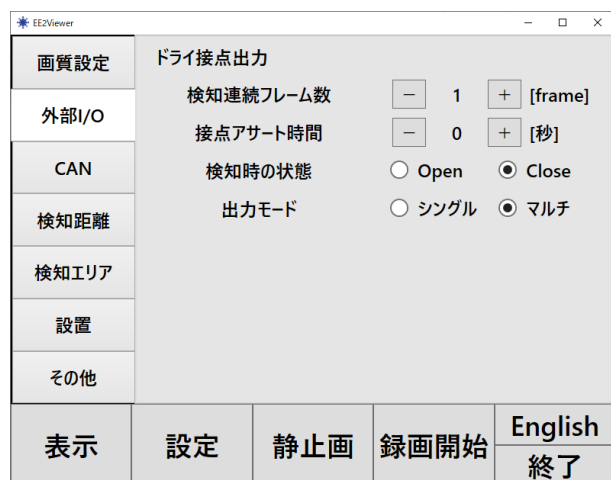 EE2Viewer
画質設定
外部I/O
CAN
検知距離
検知エリア
設置
その他
ドライ接点出力
検知連続フレーム数 − 1 + [frame]
接点アサート時間 − 0 + [秒]
検知時の状態 Open Close
出力モード シングル マルチ
表示 設定 静止画 録画開始 English
終了